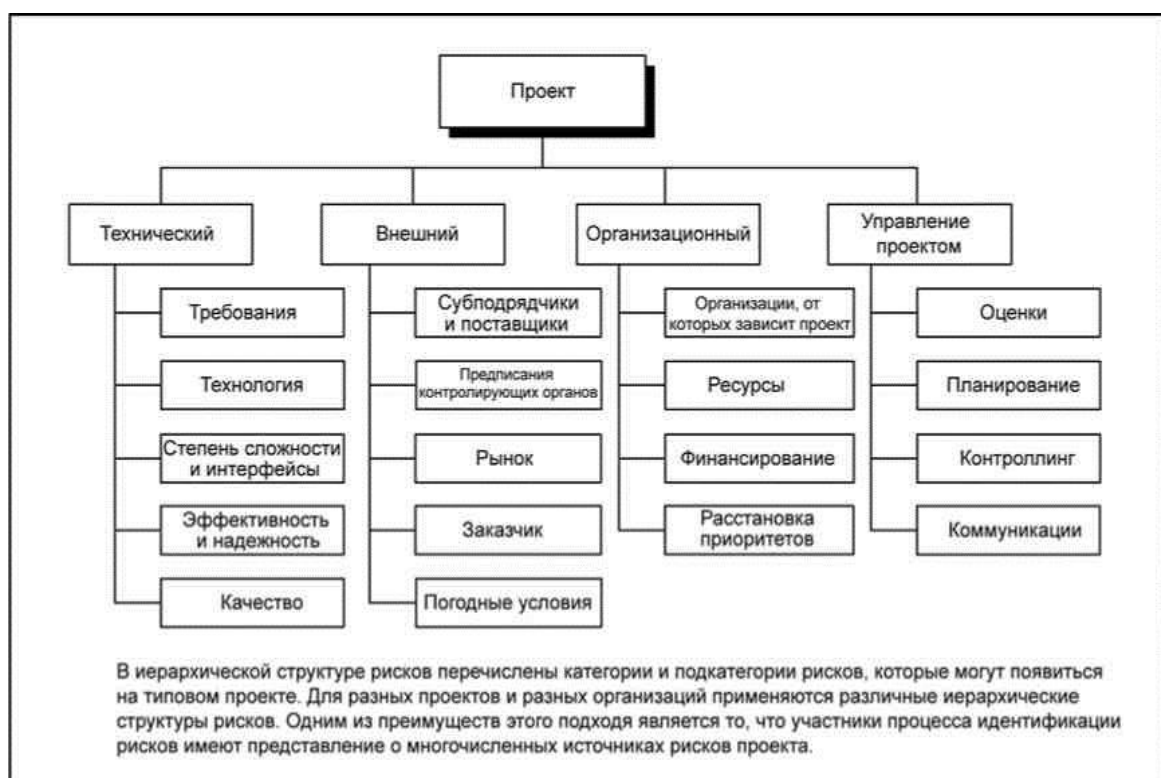 Проект
Технический
Внешний
Организационный
Управление
проектом
Требования
Технология
Степень сложности
и интерфейсы
Эффективность
и надежность
Качество
Субподрядчики
и поставщики
Предписания
контролирующих органов
Рынок
Заказчик
Погодные условия
Организации, от
которых зависит проект
Ресурсы
Финансирование
Расстановка
приоритетов
Оценки
Планирование
Контроллинг
Коммуникации
В иерархической структуре рисков перечислены категории и подкатегории рисков, которые могут появиться
на типовом проекте. Для разных проектов и разных организаций применяются различные иерархические
структуры рисков. Одним из преимуществ этого подходя является то, что участники процесса идентификации
рисков имеют представление о многочисленных источниках рисков проекта.